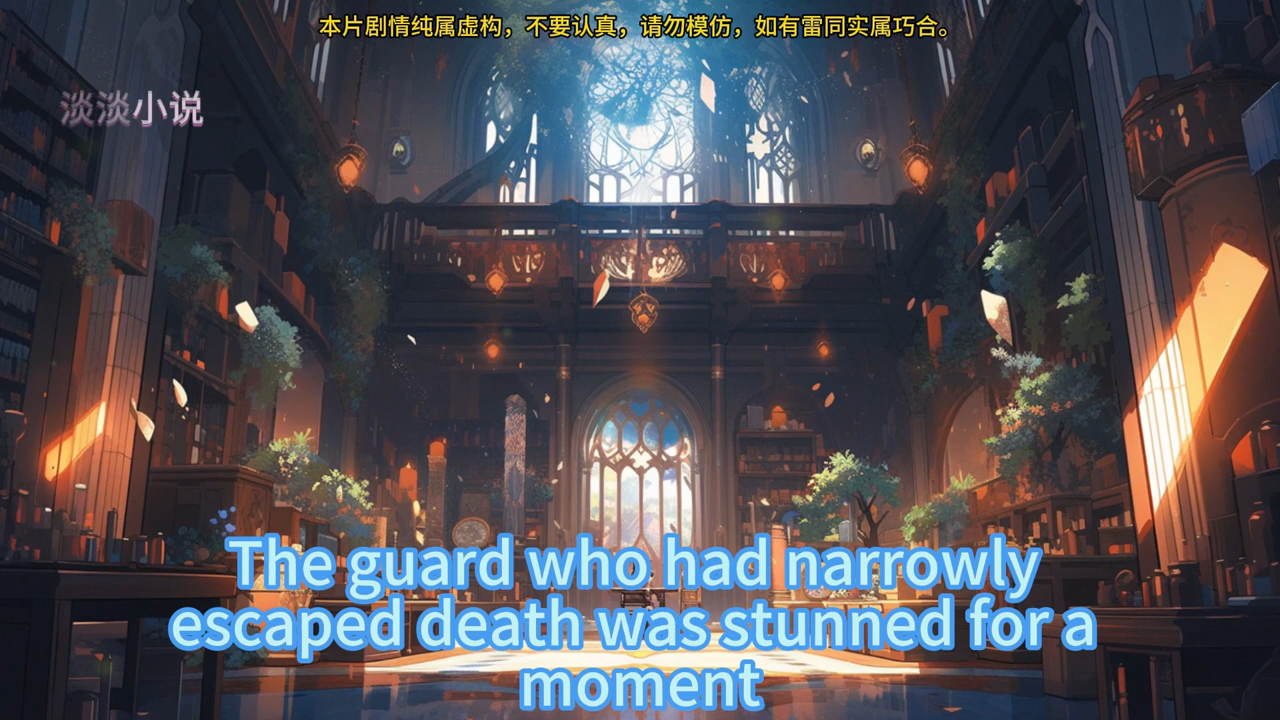 本片剧情纯属虚构，不要认真，请勿模仿，如有雷同实属巧合。
淡淡小说
The guard who had narrowly
escaped death was stunned for a
moment